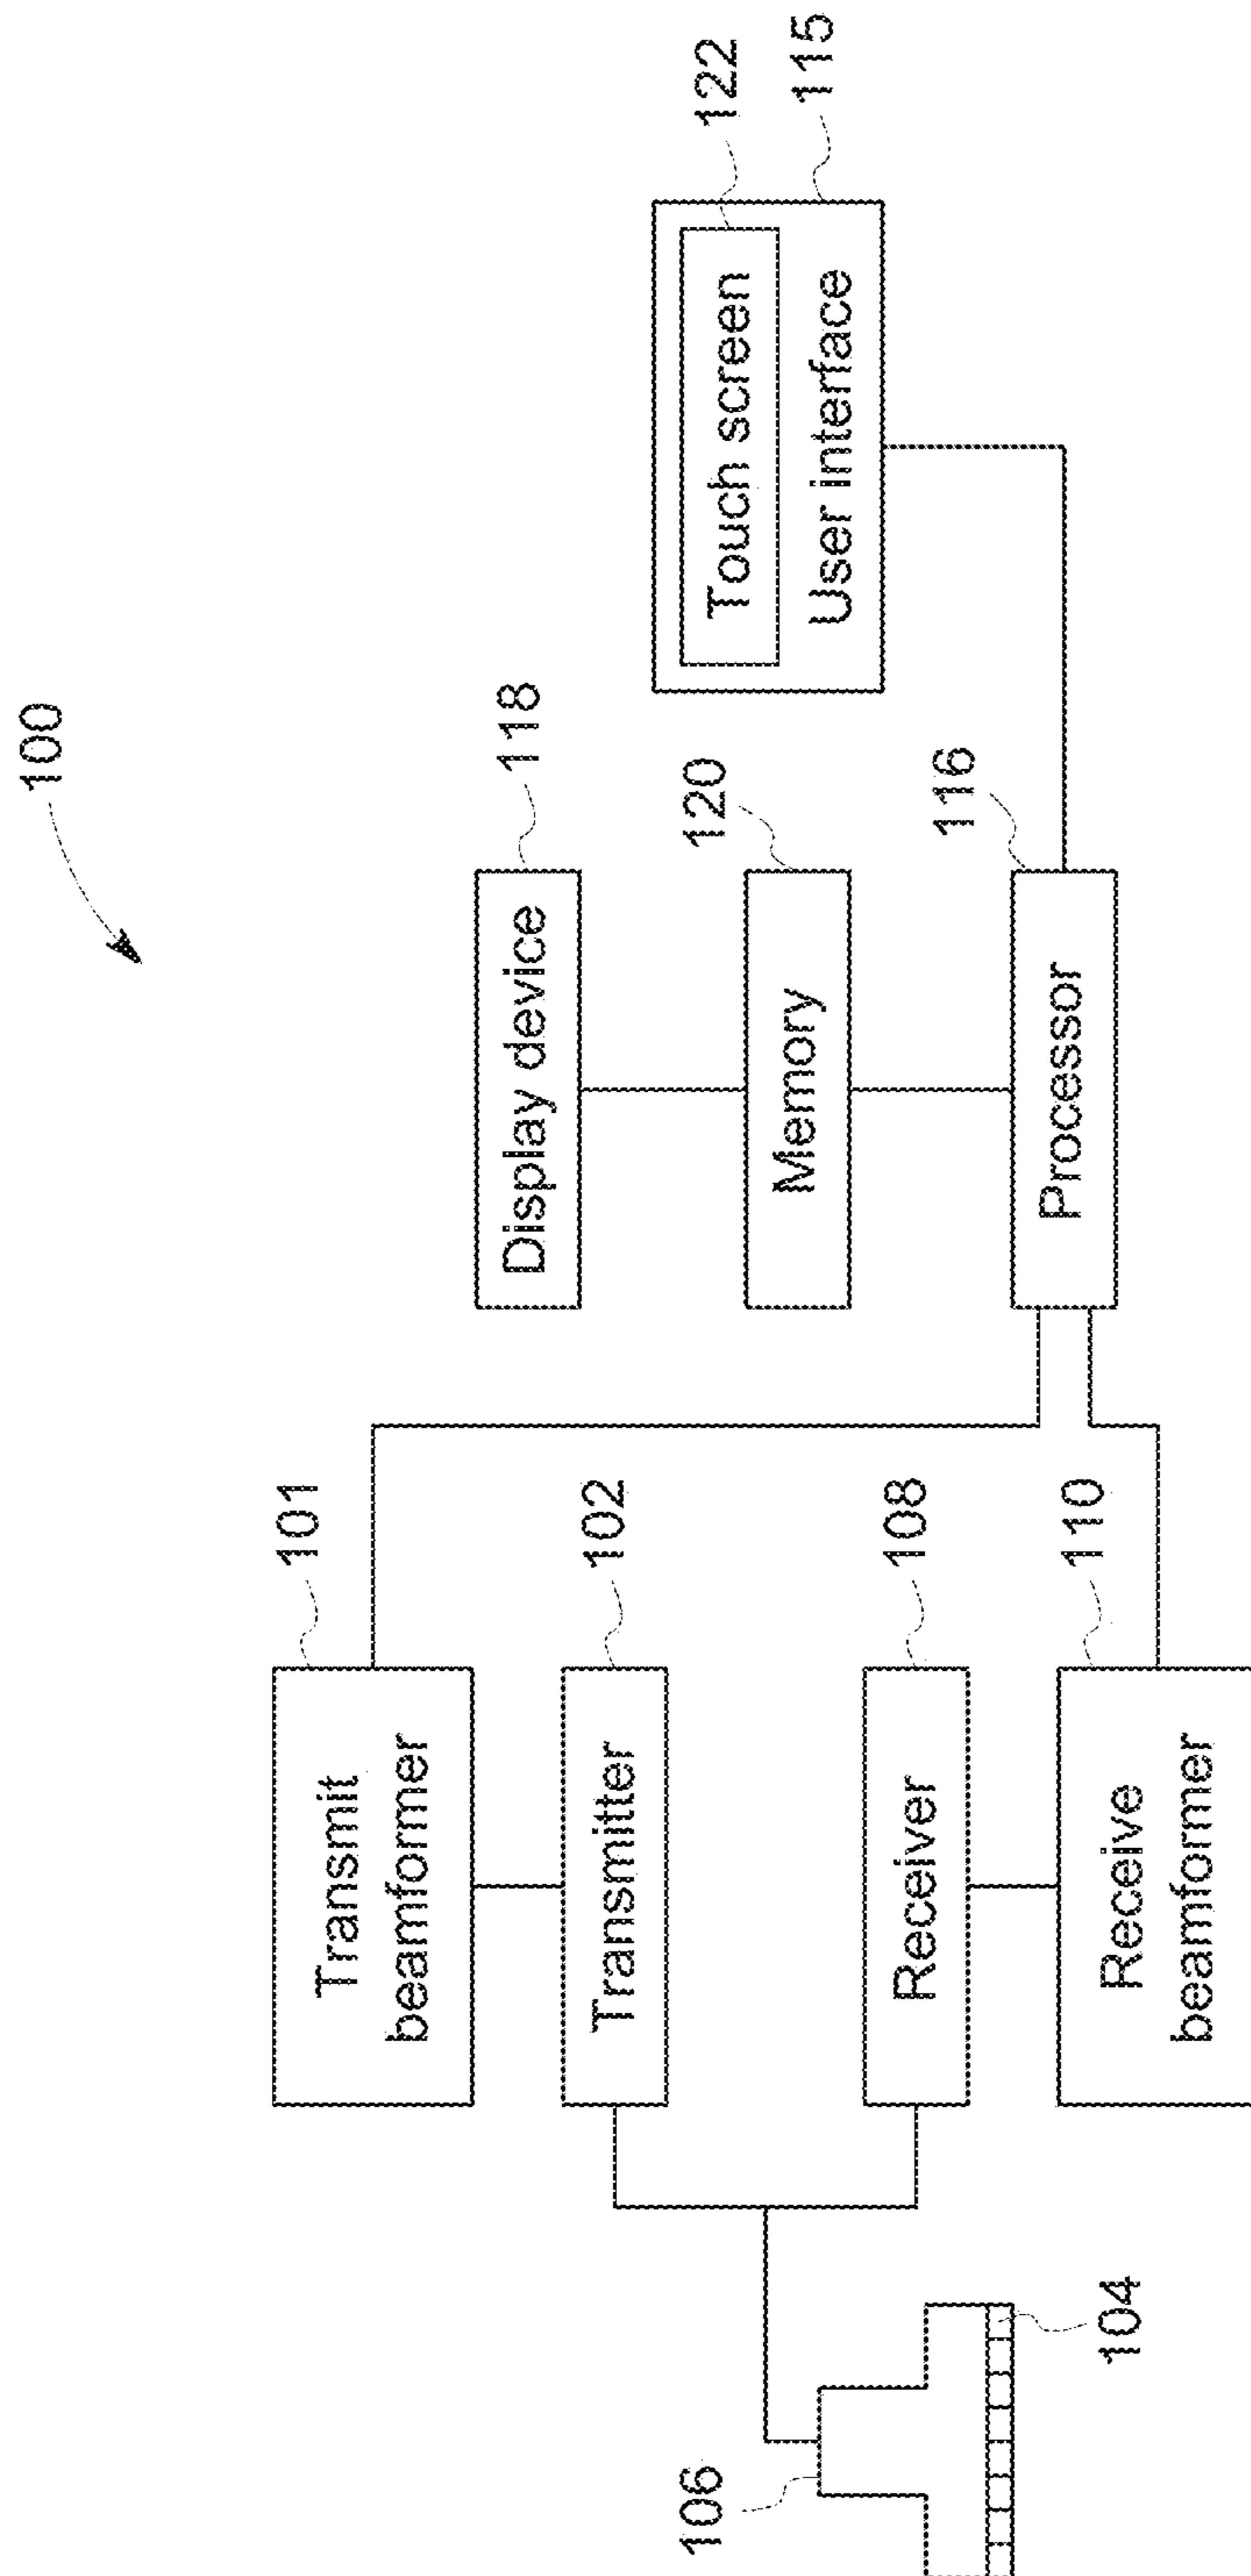 100
101
Transmit
beamformer
118
Display device
102
Transmitter
122
Touch screen
User interface
115
120
Memory
106
108
Receiver
116
Processor
104
110
Receive
beamformer